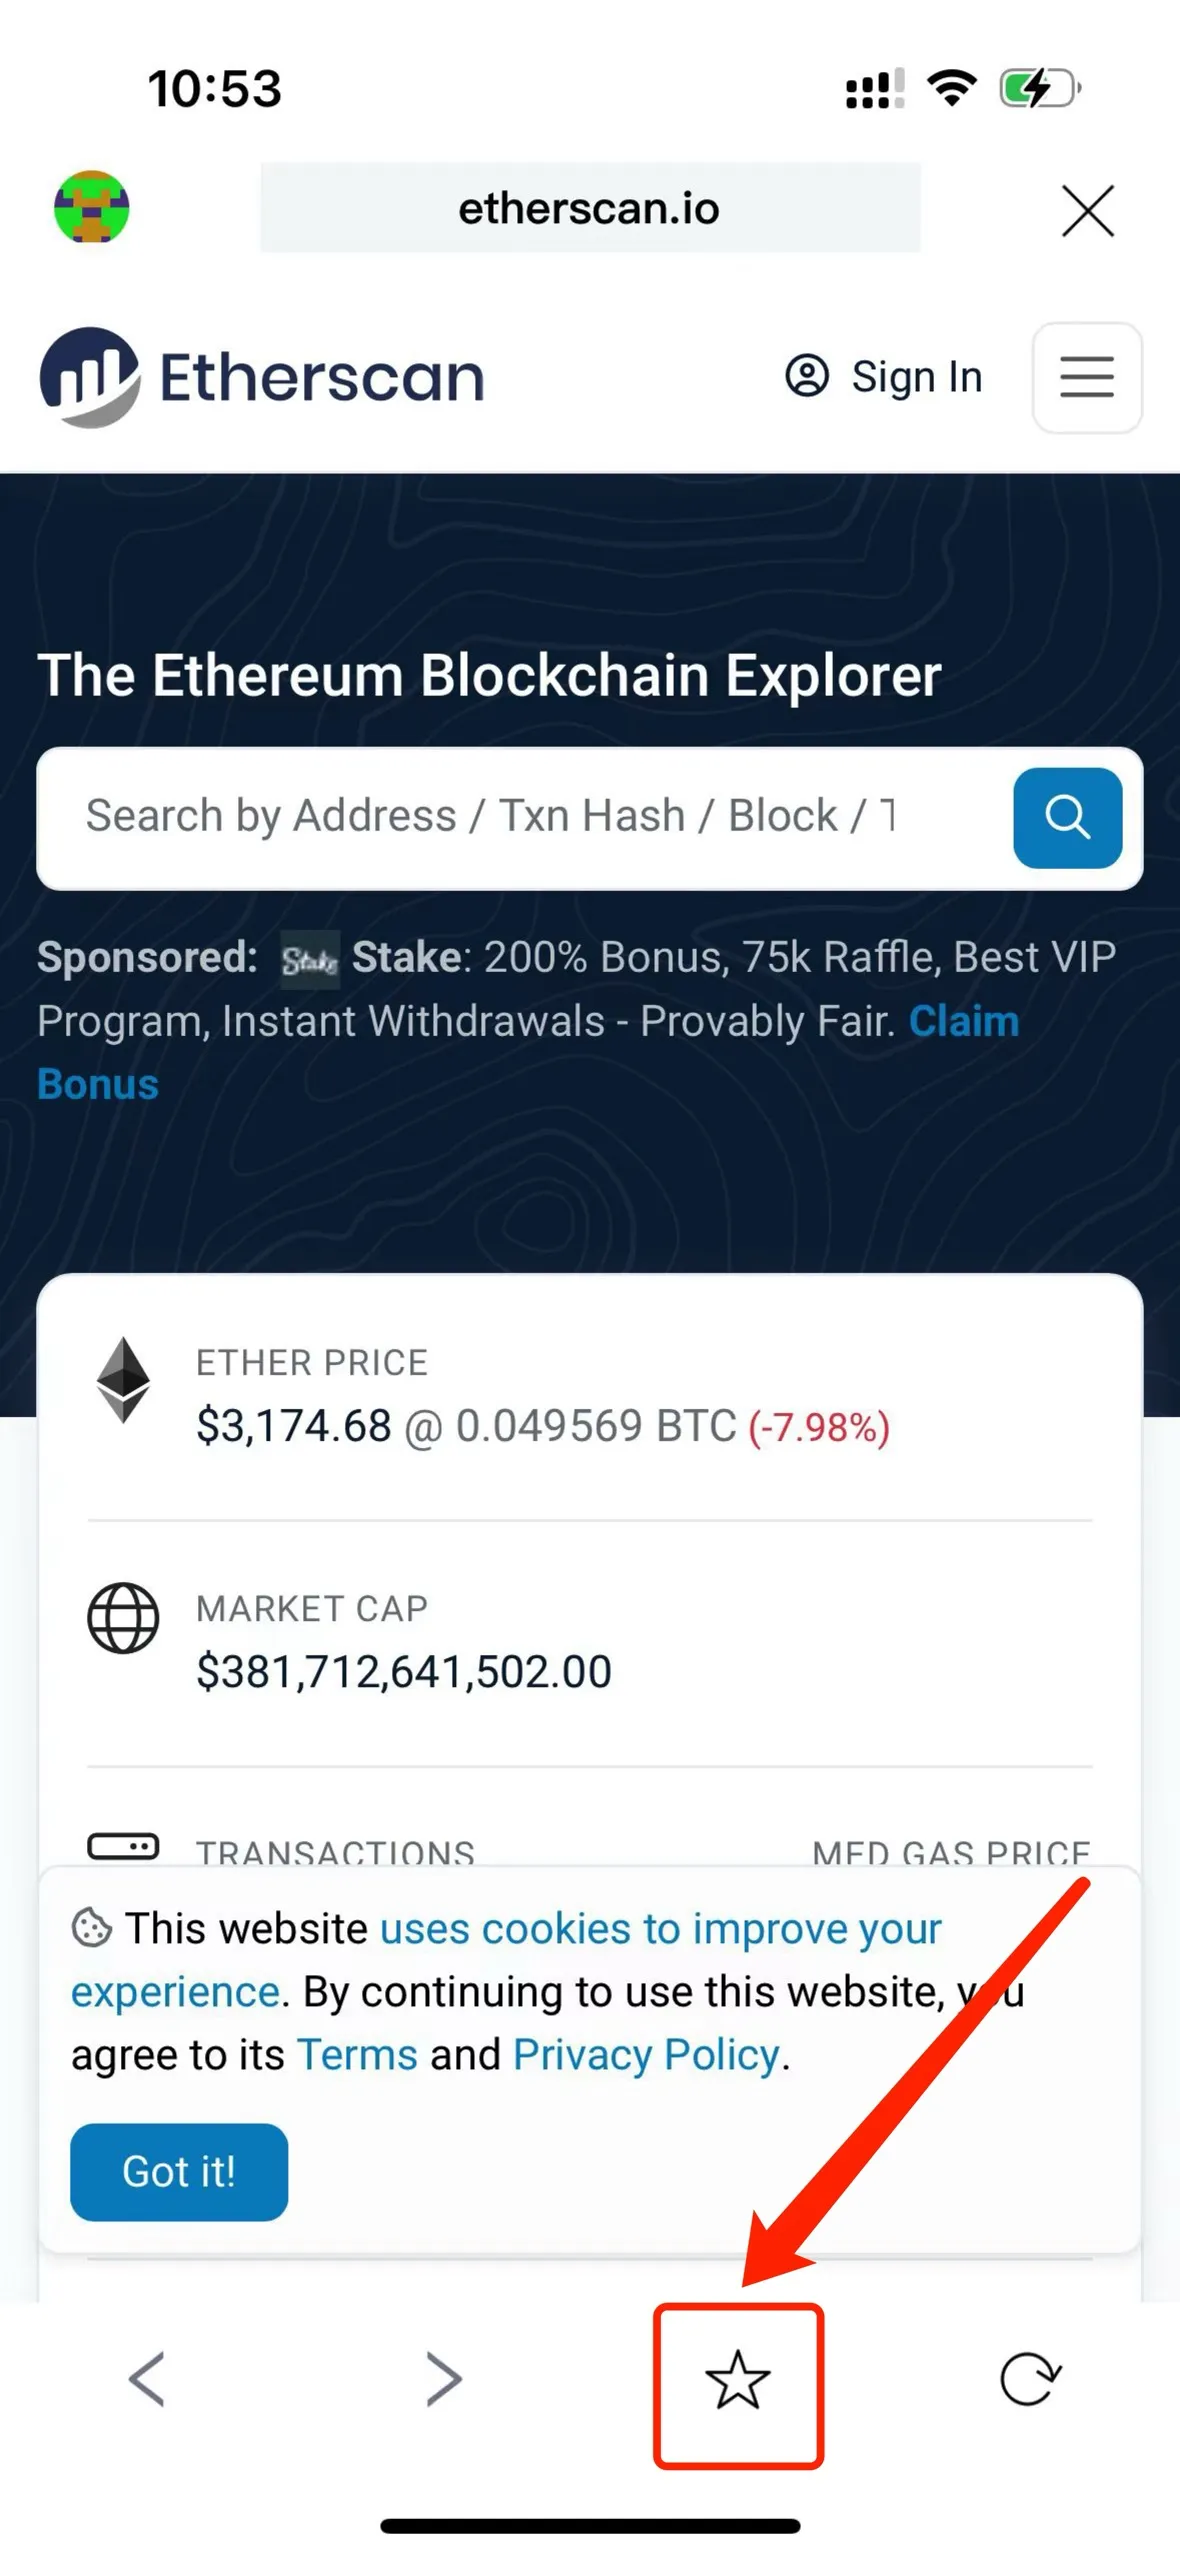 10:53
etherscan.io
Etherscan
Sign In
The Ethereum Blockchain Explorer
Search by Address / Txn Hash / Block / T
Sponsored: Stake Stake: 200% Bonus, 75k Raffle, Best VIP
Program, Instant Withdrawals - Provably Fair. Claim
Bonus
ETHER PRICE
$3,174.68 @ 0.049569 BTC (-7.98%)
MARKET CAP
$381,712,641,502.00
TRANSACTIONS MED GAS PRICE
This website uses cookies to improve your
experience. By continuing to use this website, you
agree to its Terms and Privacy Policy.
Got it!